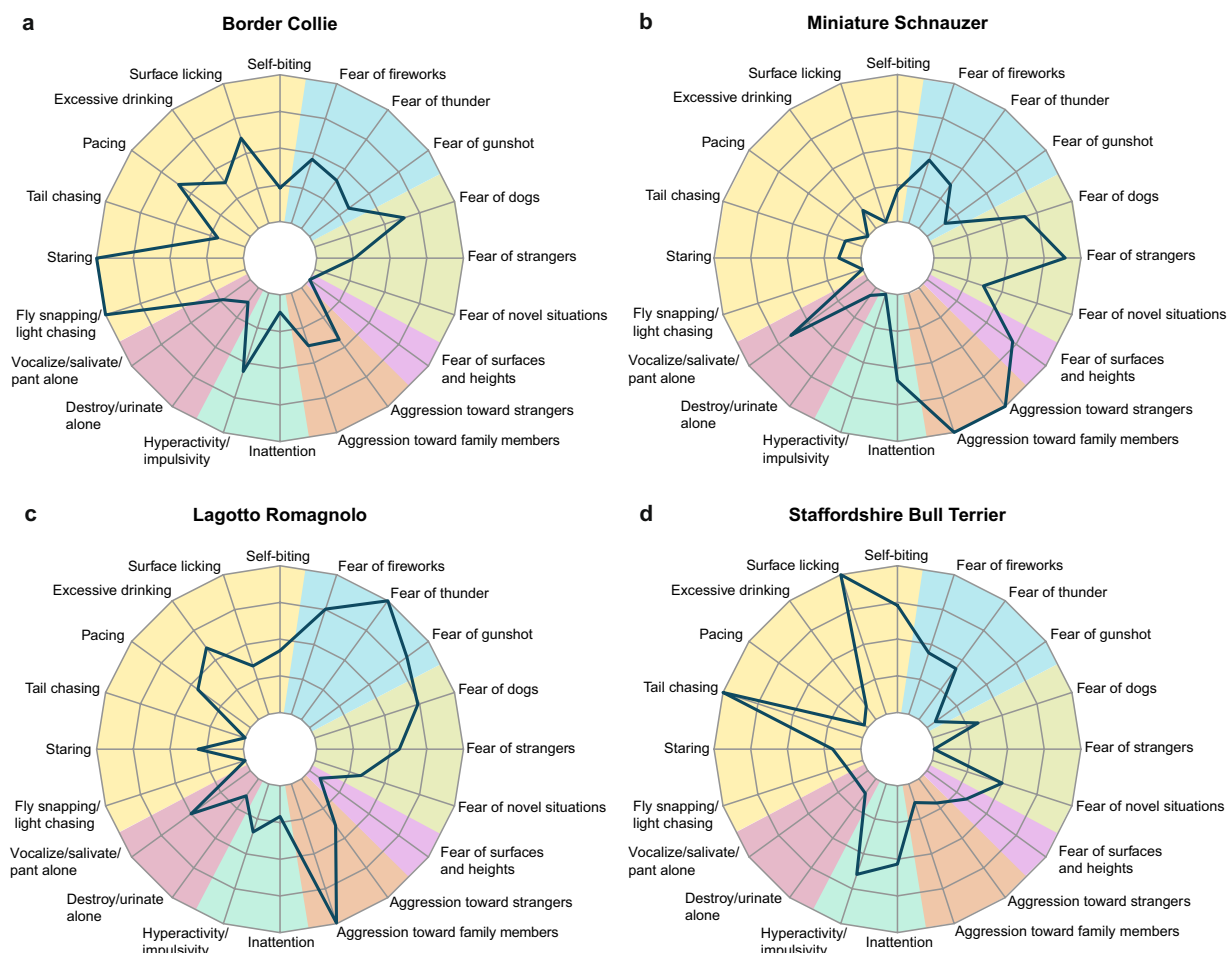 a
Border Collie
Self-biting
Fear of fireworks
Fear of thunder
Fear of gunshot
Fear of dogs
Fear of strangers
Fear of novel situations
Fear of surfaces
and heights
Aggression toward strangers
Aggression toward family members
Inattention
Hyperactivity/
impulsivity
Destroy/urinate
alone
Vocalize/salivate/
pant alone
Fly snapping/
light chasing
Staring
Tail chasing
Pacing
Excessive drinking
Surface licking
b
Miniature Schnauzer
Self-biting
Fear of fireworks
Fear of thunder
Fear of gunshot
Fear of dogs
Fear of strangers
Fear of novel situations
Fear of surfaces
and heights
Aggression toward strangers
Aggression toward family members
Inattention
Hyperactivity/
impulsivity
Destroy/urinate
alone
Vocalize/salivate/
pant alone
Fly snapping/
light chasing
Staring
Tail chasing
Pacing
Excessive drinking
Surface licking
c
Lagotto Romagnolo
Self-biting
Fear of fireworks
Fear of thunder
Fear of gunshot
Fear of dogs
Fear of strangers
Fear of novel situations
Fear of surfaces
and heights
Aggression toward strangers
Aggression toward family members
Inattention
Hyperactivity/
impulsivity
Destroy/urinate
alone
Vocalize/salivate/
pant alone
Fly snapping/
light chasing
Staring
Tail chasing
Pacing
Excessive drinking
Surface licking
d
Staffordshire Bull Terrier
Self-biting
Fear of fireworks
Fear of thunder
Fear of gunshot
Fear of dogs
Fear of strangers
Fear of novel situations
Fear of surfaces
and heights
Aggression toward strangers
Aggression toward family members
Inattention
Hyperactivity/
impulsivity
Destroy/urinate
alone
Vocalize/salivate/
pant alone
Fly snapping/
light chasing
Staring
Tail chasing
Pacing
Excessive drinking
Surface licking